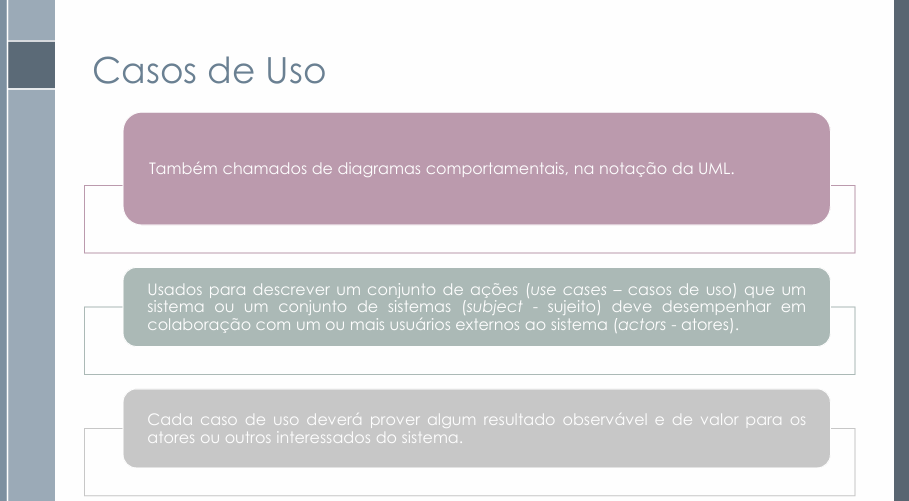 Casos de Uso
Também chamados de diagramas comportamentais, na notação da UML.
Usados para descrever um conjunto de ações (use cases – casos de uso) que um
sistema ou um conjunto de sistemas (subject - sujeito) deve desempenhar em
colaboração com um ou mais usuários externos ao sistema (actors - atores).
Cada caso de uso deverá prover algum resultado observável e de valor para os
atores ou outros interessados do sistema.